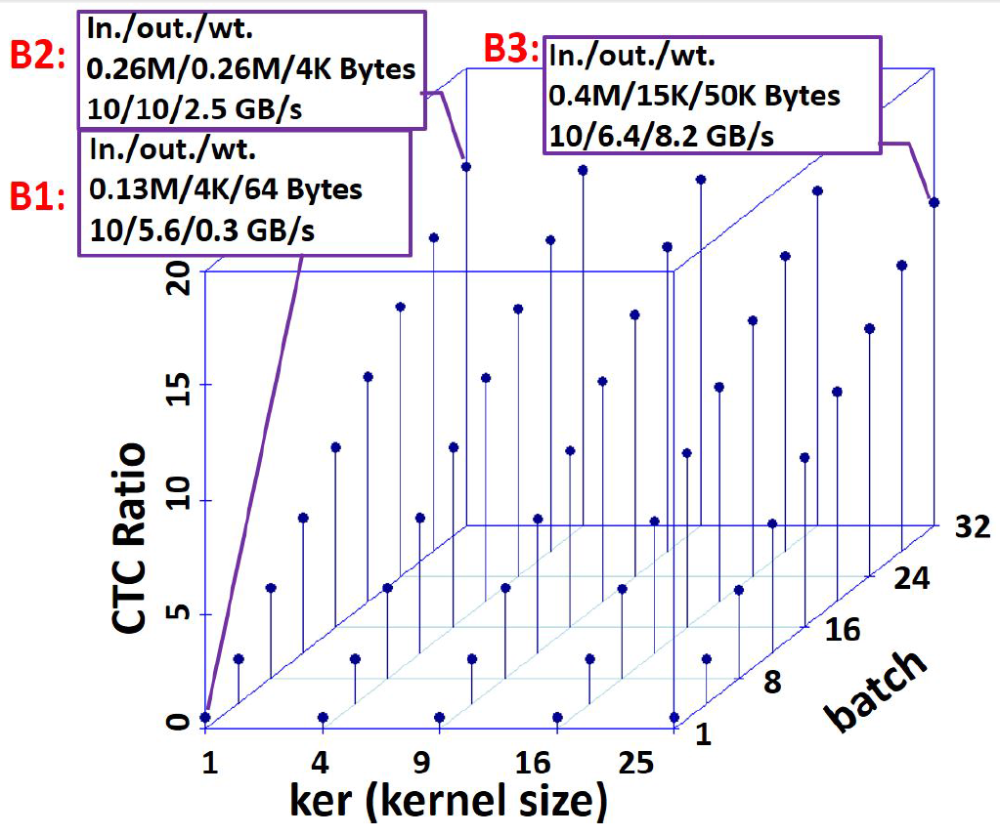 B2:
In./out./wt.
0.26M/0.26M/4K Bytes
10/10/2.5 GB/s
B3:
In./out./wt.
0.4M/15K/50K Bytes
10/6.4/8.2 GB/s
B1:
In./out./wt.
0.13M/4K/64 Bytes
10/5.6/0.3 GB/s
CTC Ratio
20
15
10
5
0
1
4
9
16
25
ker (kernel size)
1
8
16
24
32
batch